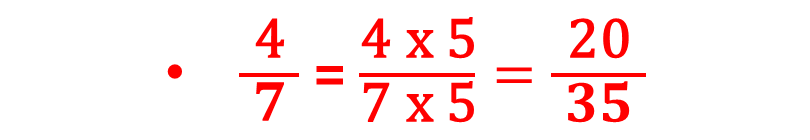 • 4/7 = 4 x 5/7 x 5 = 20/35